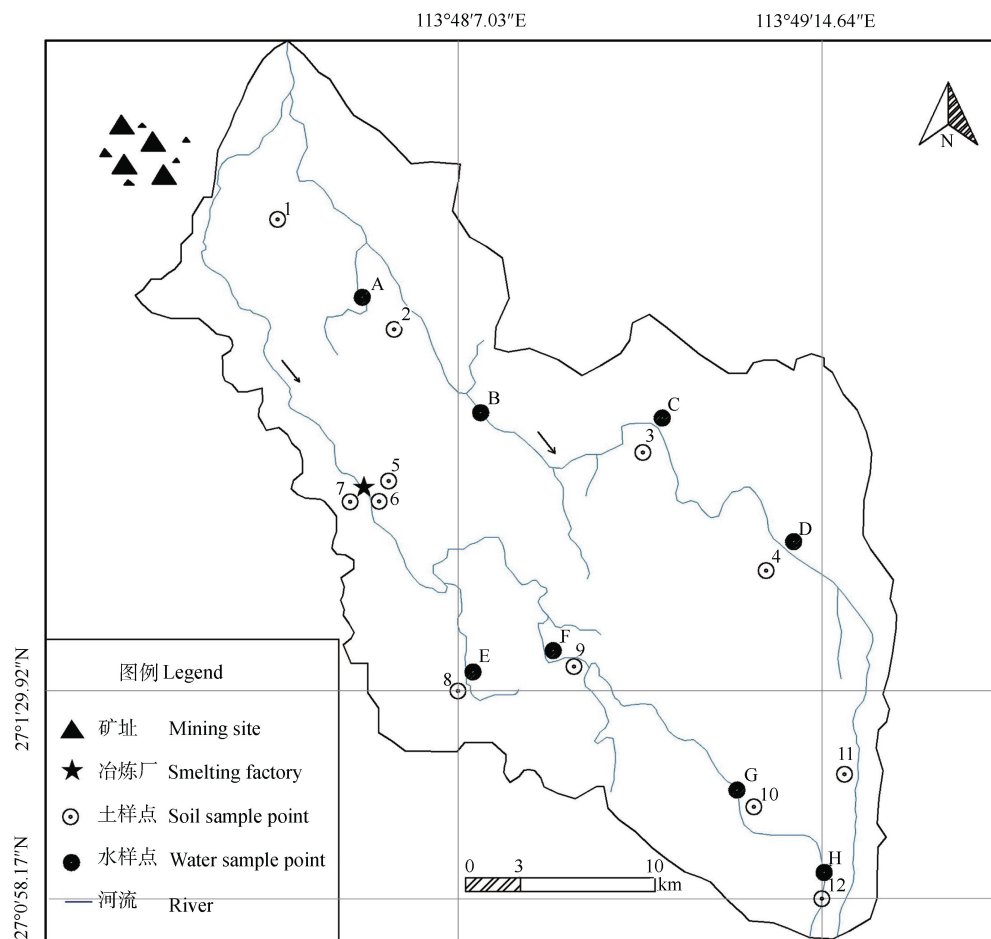 113°48'7.03"E 113°49'14.64"E
N
1
A
2
B
C
3
5
7 6
D
4
F
E 9
8
27°1'29.92"N
图例 Legend
矿址 Mining site
冶炼厂 Smelting factory
土样点 Soil sample point
水样点 Water sample point
河流 River
11
G
10
H
12
0 3 10
km
27°0'58.17"N